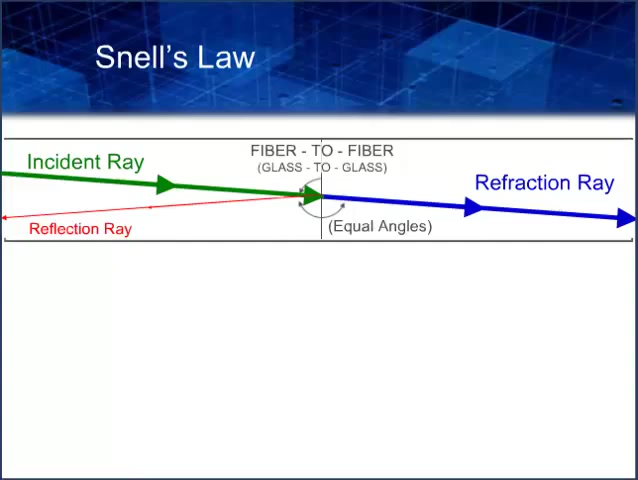 Snell's Law
FIBER - TO - FIBER
(GLASS - TO - GLASS)
Incident Ray
Refraction Ray
Reflection Ray
(Equal Angles)